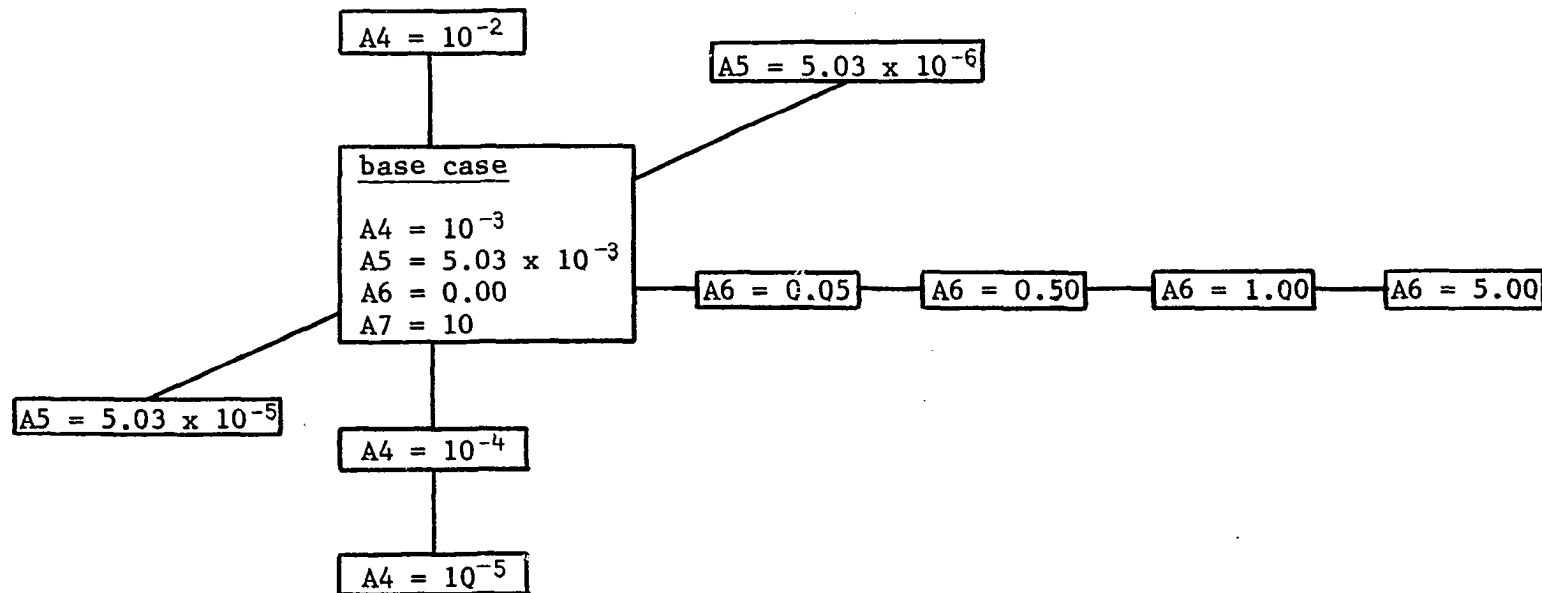 A4 = 10⁻²
A5 = 5.03 x 10⁻⁶
base case
A4 = 10⁻³
A5 = 5.03 x 10⁻³
A6 = 0.00
A7 = 10
A6 = 0.05
A6 = 0.50
A6 = 1.00
A6 = 5.00
A5 = 5.03 x 10⁻⁵
A4 = 10⁻⁴
A4 = 10⁻⁵